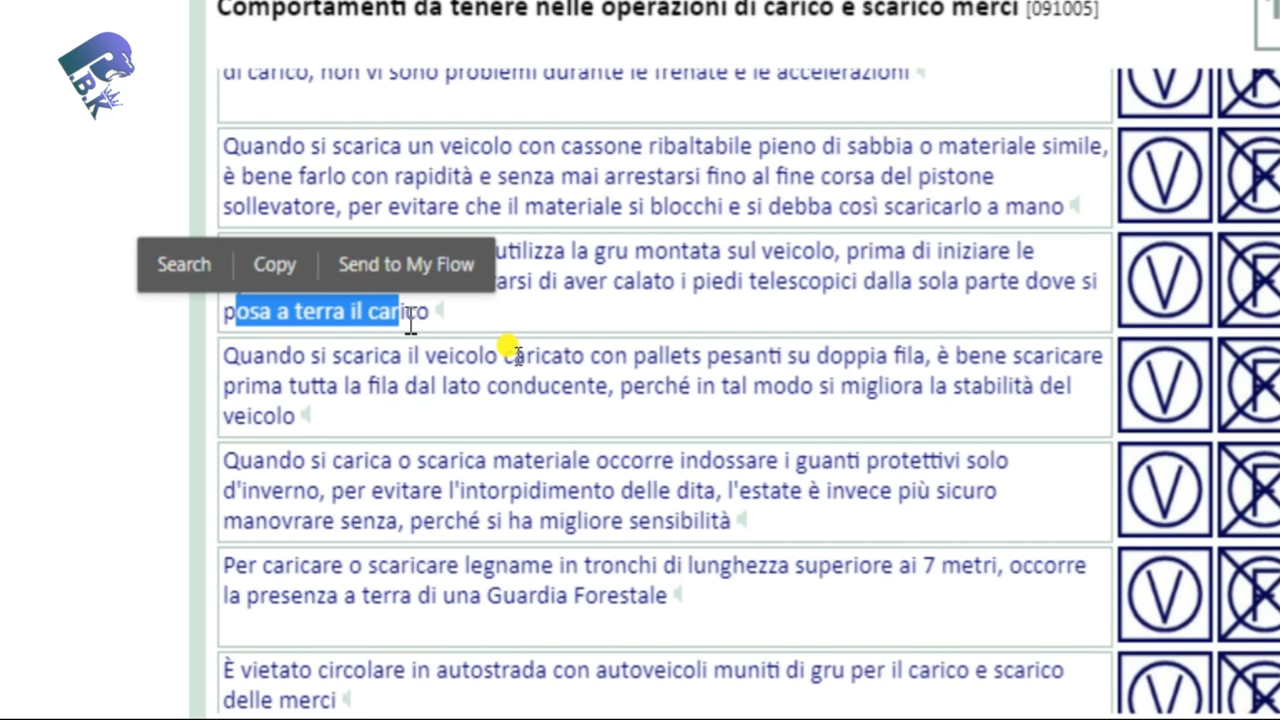 Comportamenti da tenere nelle operazioni di carico e scarico merci [091005]
di carico, non vi sono problemi durante le frenate e le accelerazioni
Quando si scarica un veicolo con cassone ribaltabile pieno di sabbia o materiale simile,
è bene farlo con rapidità e senza mai arrestarsi fino al fine corsa del pistone
sollevatore, per evitare che il materiale si blocchi e si debba così scaricarlo a mano
V
Search Copy Send to My Flow
utilizza la gru montata sul veicolo, prima di iniziare le
arsi di aver calato i piedi telescopici dalla sola parte dove si
posa a terra il carico
V
Quando si scarica il veicolo caricato con pallets pesanti su doppia fila, è bene scaricare
prima tutta la fila dal lato conducente, perché in tal modo si migliora la stabilità del
veicolo
V
Quando si carica o scarica materiale occorre indossare i guanti protettivi solo
d'inverno, per evitare l'intorpidimento delle dita, l'estate è invece più sicuro
manovrare senza, perché si ha migliore sensibilità
V
Per caricare o scaricare legname in tronchi di lunghezza superiore ai 7 metri, occorre
la presenza a terra di una Guardia Forestale
V
È vietato circolare in autostrada con autoveicoli muniti di gru per il carico e scarico
delle merci
V